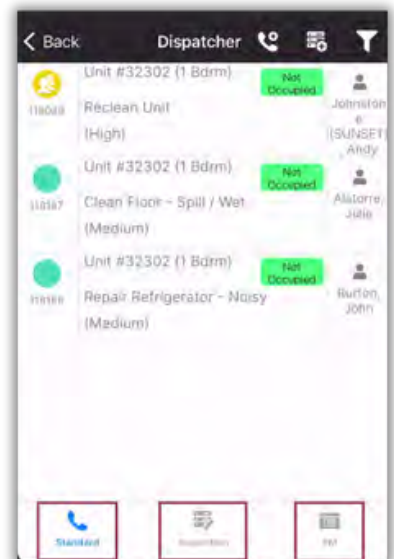 Back Dispatcher
Unit #32302 (1 Bdrm)
Not
Occupied
Reclean Unit
Johnston
e
(High)
(SUNSET)
, Andy
Unit #32302 (1 Bdrm)
Not
Occupied
Clean Floor - Spill / Wet
Alatorre,
Julie
(Medium)
Unit #32302 (1 Bdrm)
Not
Occupied
Repair Refrigerator - Noisy
Burton,
John
(Medium)
Standard
Inspection
PM